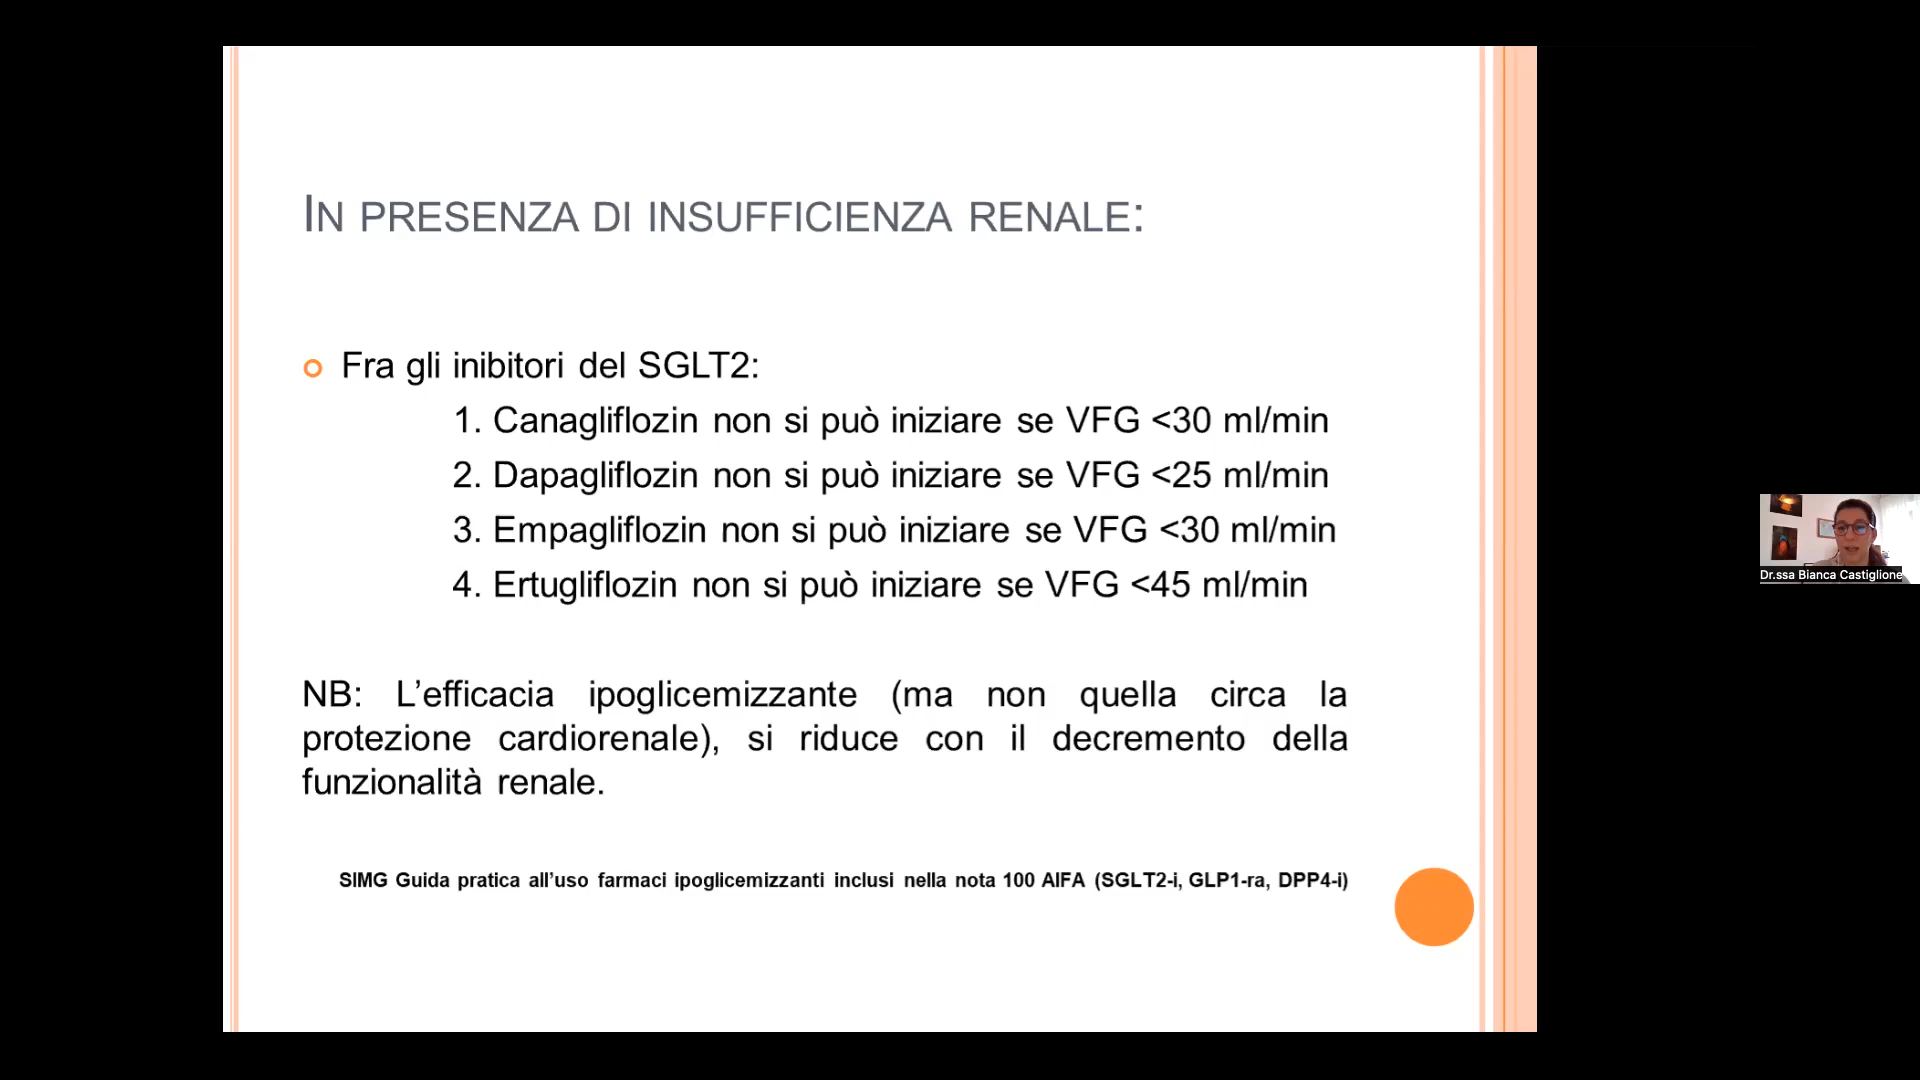 IN PRESENZA DI INSUFFICIENZA RENALE:
Fra gli inibitori del SGLT2:
1. Canagliflozin non si può iniziare se VFG <30 ml/min
2. Dapagliflozin non si può iniziare se VFG <25 ml/min
3. Empagliflozin non si può iniziare se VFG <30 ml/min
4. Ertugliflozin non si può iniziare se VFG <45 ml/min
NB: L’efficacia ipoglicemizzante (ma non quella circa la
protezione cardiorenale), si riduce con il decremento della
funzionalità renale.
SIMG Guida pratica all’uso farmaci ipoglicemizzanti inclusi nella nota 100 AIFA (SGLT2-i, GLP1-ra, DPP4-i)
Dr.ssa Bianca Castiglione